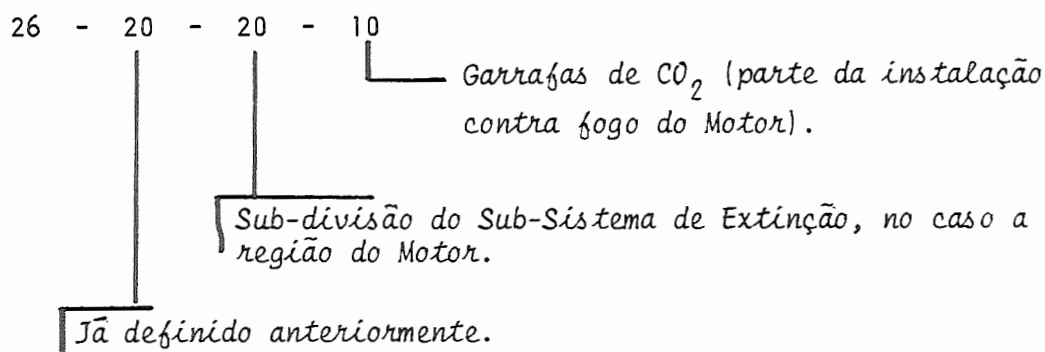 26 - 20 - 20 - 10
Garrafas de CO₂ (parte da instalação
contra fogo do Motor).
Sub-divisão do Sub-Sistema de Extinção, no caso a
região do Motor.
Já definido anteriormente.